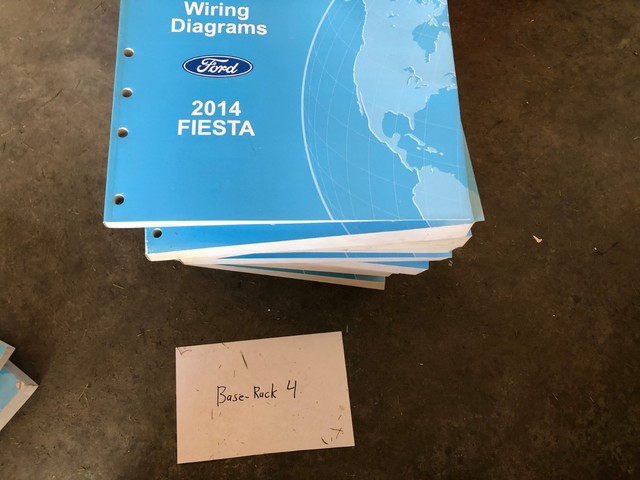 Wiring
Diagrams
Ford
2014
FIESTA
Base-Rack 4